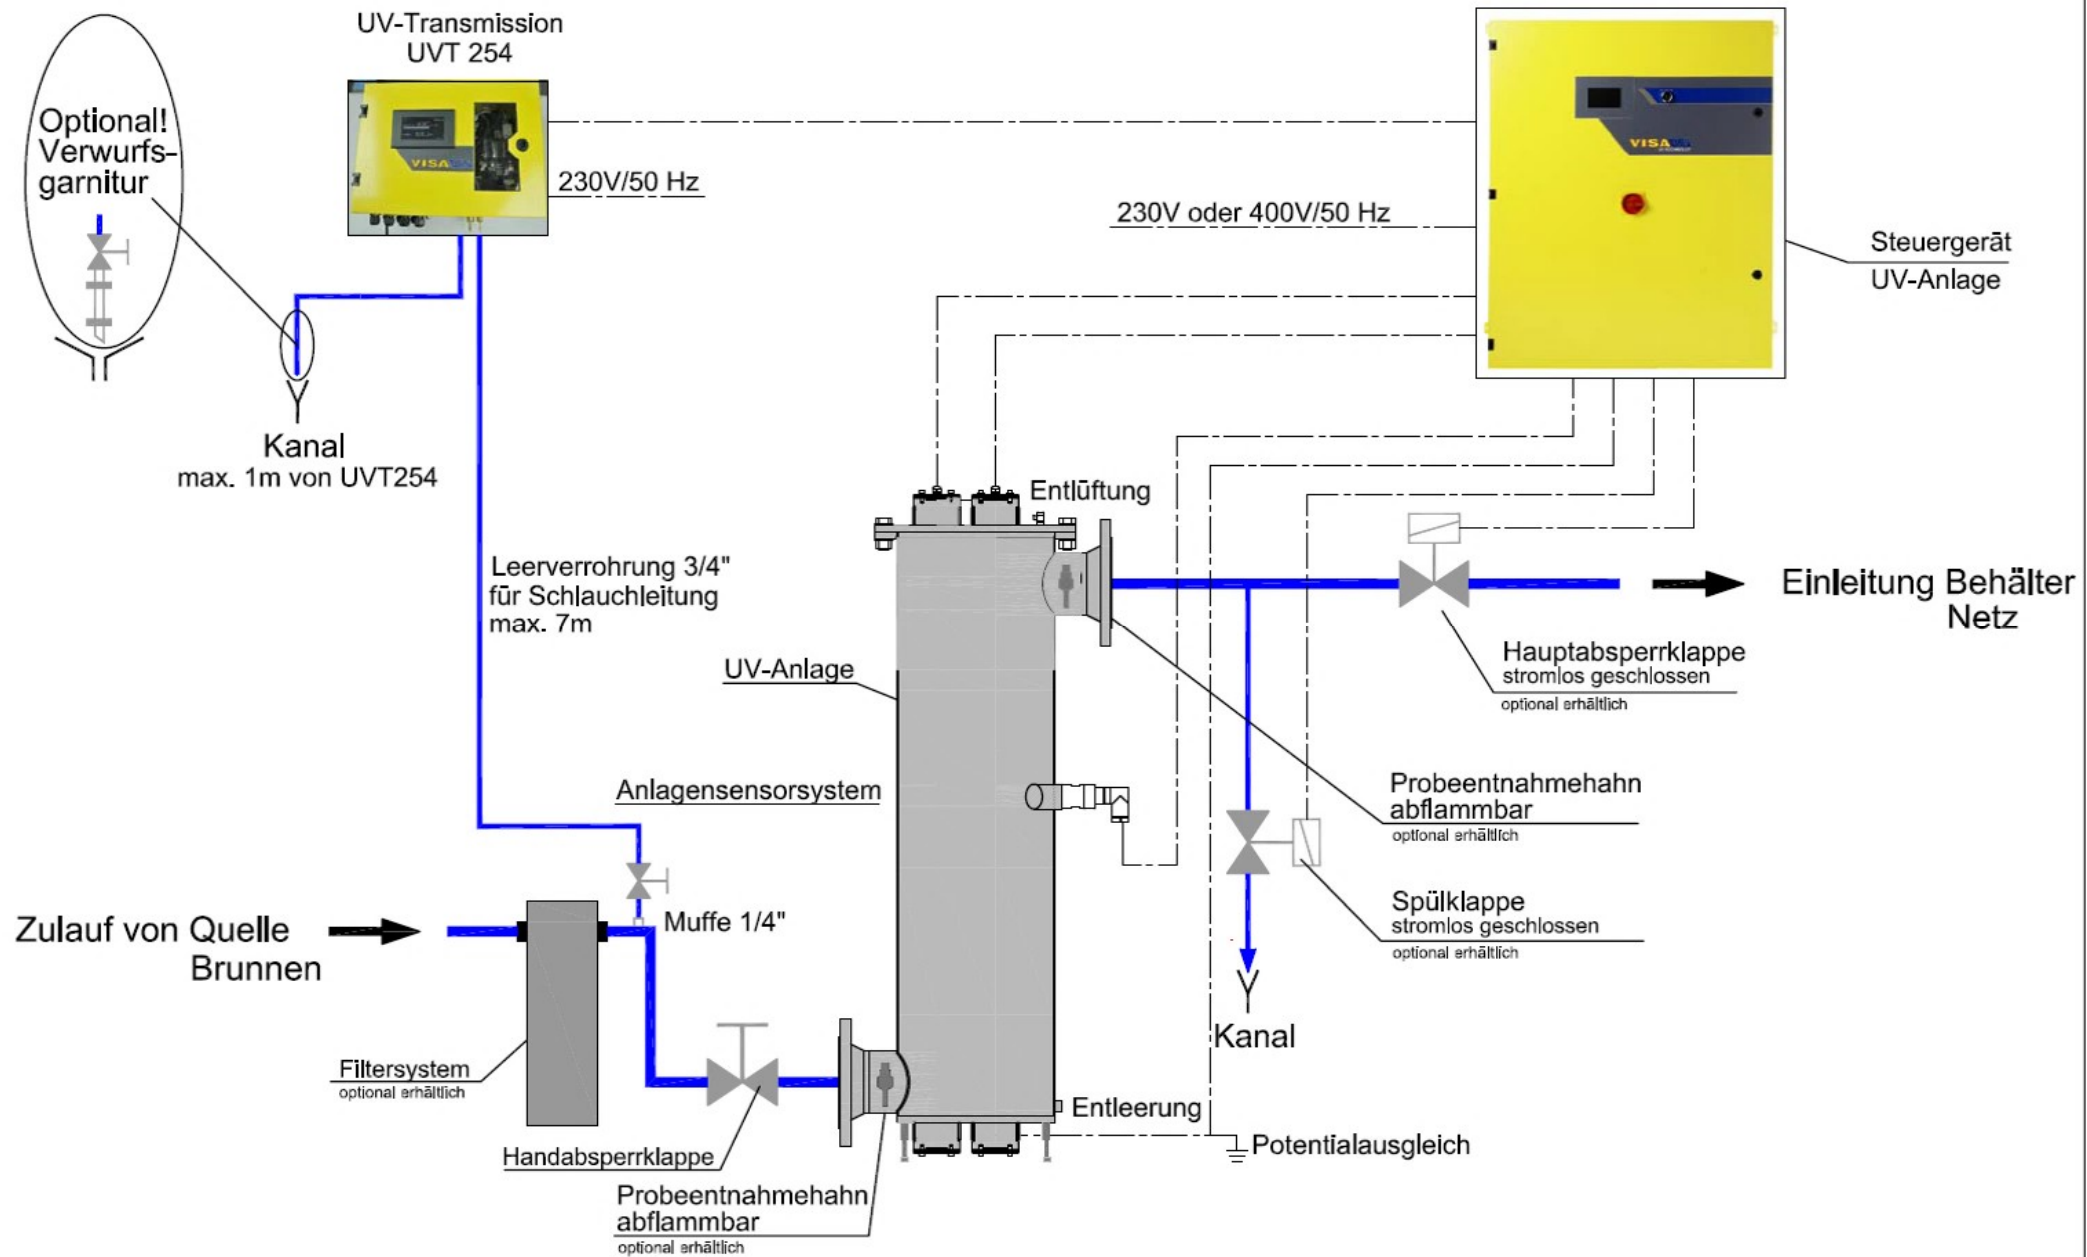 UV-Transmission
UVT 254
Optional!
Verwurfs-
garnitur
230V/50 Hz
230V oder 400V/50 Hz
VISA
VISA
Steuergerät
UV-Anlage
Kanal
max. 1m von UVT254
Entlüftung
Leerverrohrung 3/4"
für Schlauchleitung
max. 7m
Einleitung Behälter
Netz
Hauptabsperrklappe
stromlos geschlossen
optional erhältlich
UV-Anlage
Anlagensensorsystem
Probeentnahmehahn
abflammbar
optional erhältlich
Spülklappe
stromlos geschlossen
optional erhältlich
Zulauf von Quelle
Brunnen
Muffe 1/4"
Kanal
Filtersystem
optional erhältlich
Entleerung
Potentialausgleich
Handabsperrklappe
Probeentnahmehahn
abflammbar
optional erhältlich